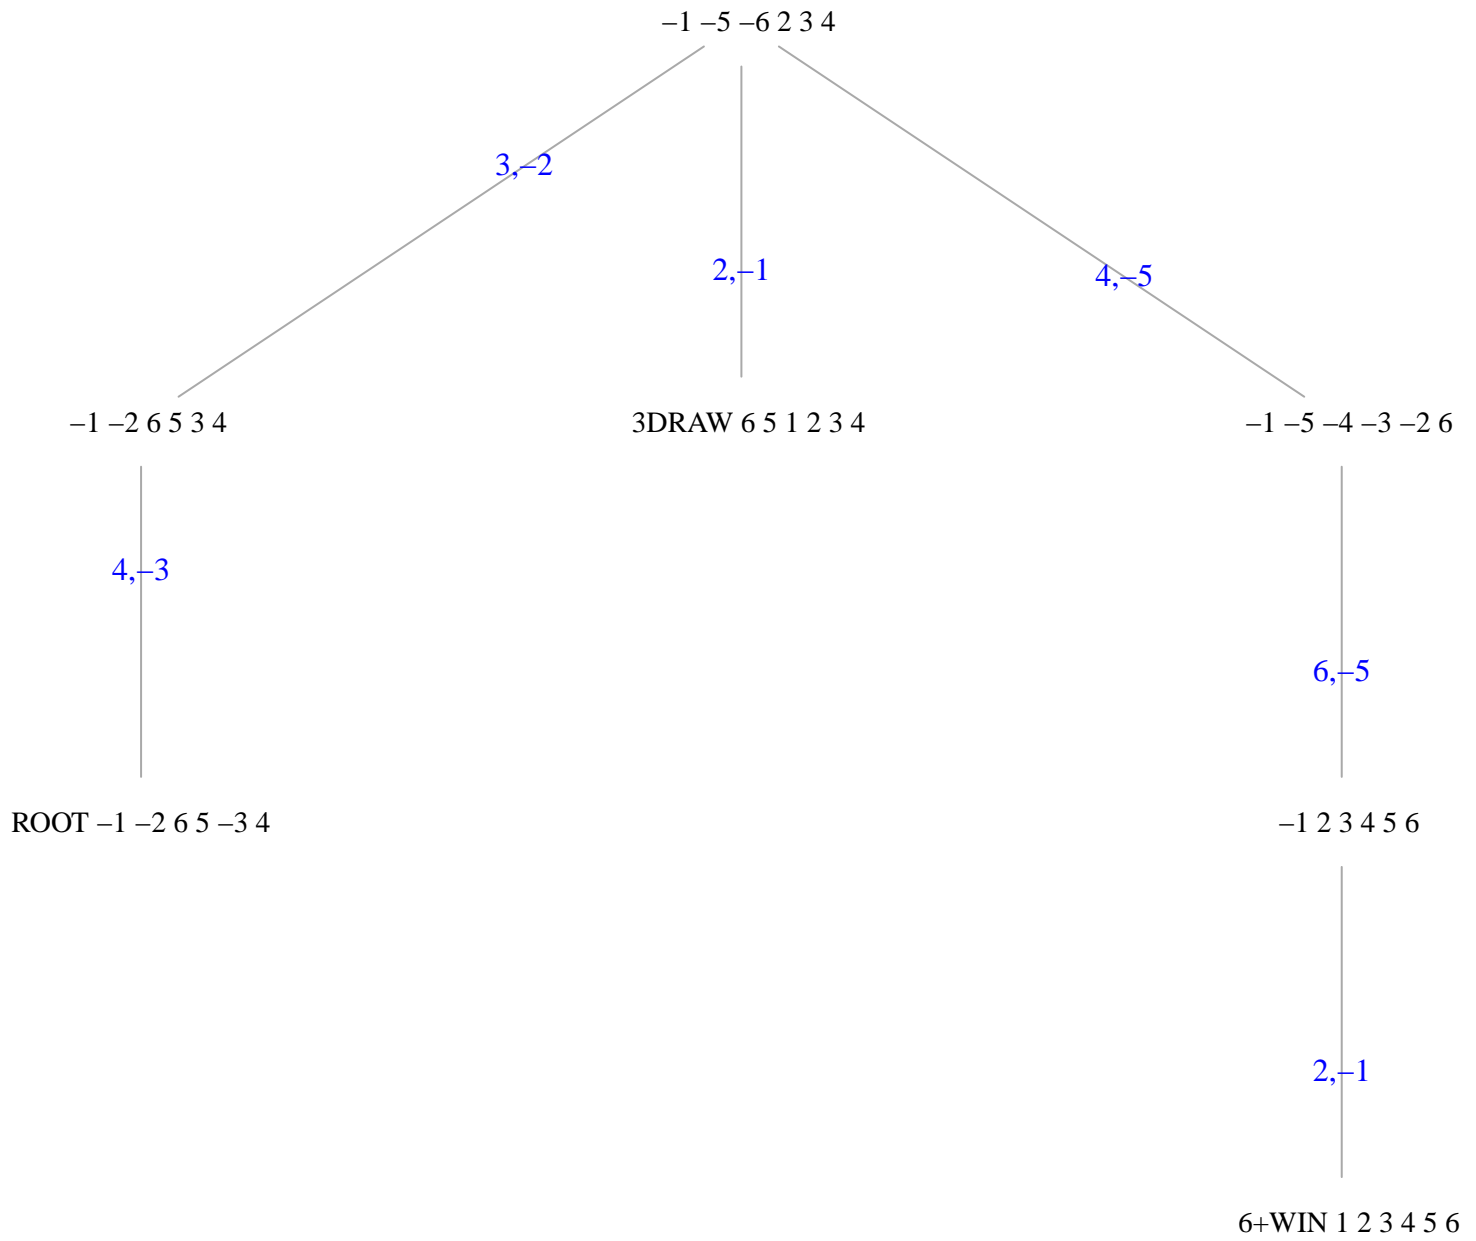 –1 –5 –6 2 3 4
3,–2
2,–1
4,–5
–1 –2 6 5 3 4
3DRAW 6 5 1 2 3 4
–1 –5 –4 –3 –2 6
4,–3
6,–5
ROOT –1 –2 6 5 –3 4
–1 2 3 4 5 6
2,–1
6+WIN 1 2 3 4 5 6